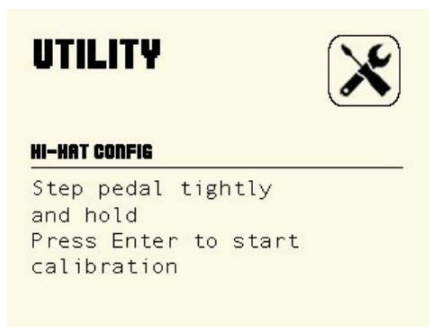 UTILITY
HI-HAT CONFIG
Step pedal tightly
and hold
Press Enter to start
calibration